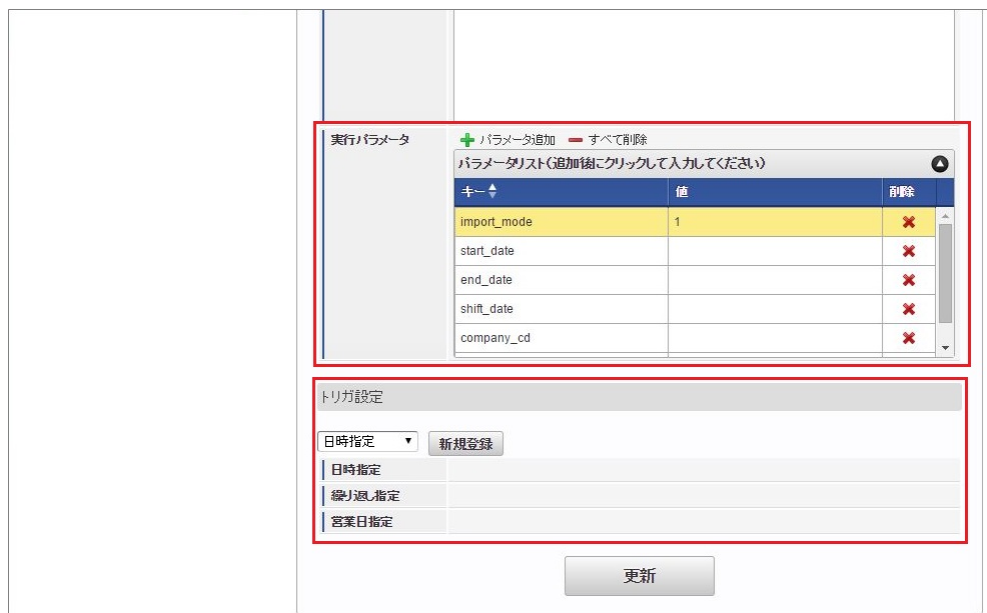 実行パラメータ
パラメータ追加 すべて削除
パラメータリスト(追加後にクリックして入力してください)
キー 値 削除
import_mode 1
start_date
end_date
shift_date
company_cd
トリガ設定
日時指定 新規登録
日時指定
繰り返し指定
営業日指定
更新